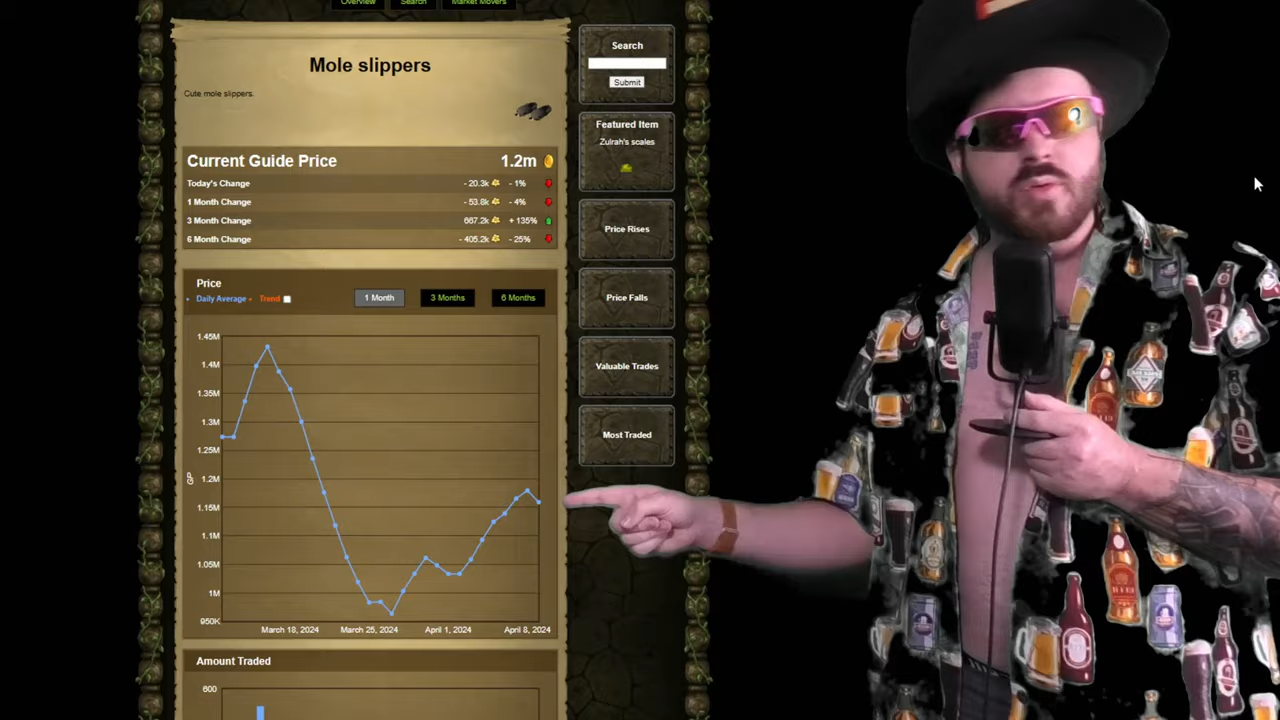 Overview Search Market Movers
Mole slippers
Cute mole slippers.
Current Guide Price 1.2m
Today's Change - 20.3k - 1%
1 Month Change - 53.8k - 4%
3 Month Change 667.2k + 135%
6 Month Change - 405.2k - 25%
Price
Daily Average Trend 1 Month 3 Months 6 Months
1.45M
1.4M
1.35M
1.3M
1.25M
1.2M
1.15M
1.1M
1.05M
1M
950K
GP
March 18, 2024 March 25, 2024 April 1, 2024 April 8, 2024
Amount Traded
600
Search
Submit
Featured Item
Zulrah's scales
Price Rises
Price Falls
Valuable Trades
Most Traded